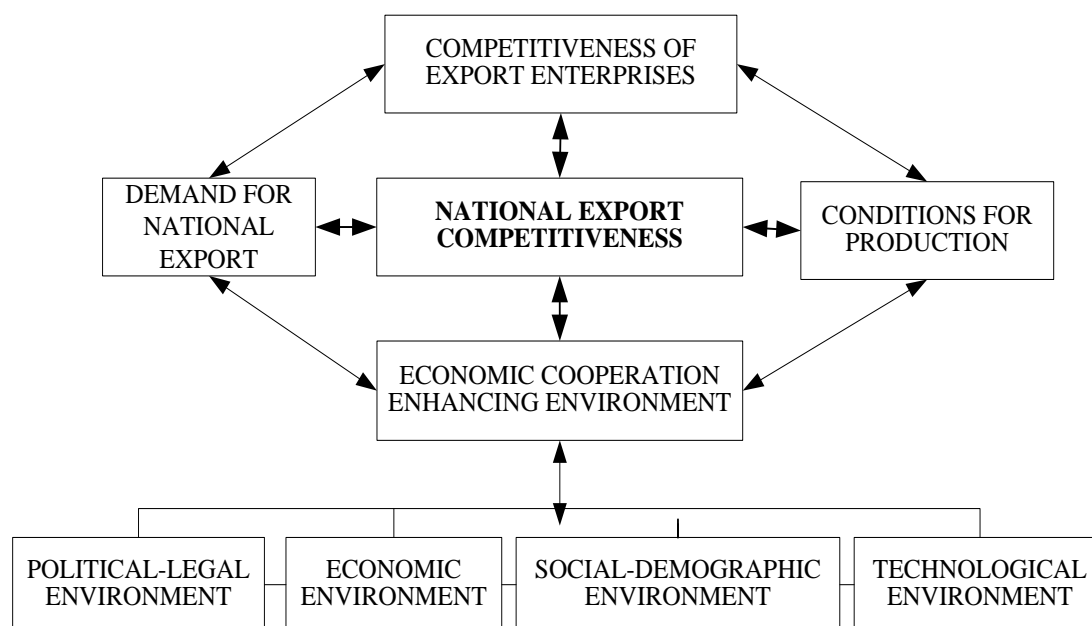 COMPETITIVENESS OF
EXPORT ENTERPRISES
DEMAND FOR
NATIONAL
EXPORT
NATIONAL EXPORT
COMPETITIVENESS
CONDITIONS FOR
PRODUCTION
ECONOMIC COOPERATION
ENHANCING ENVIRONMENT
POLITICAL-LEGAL
ENVIRONMENT
ECONOMIC
ENVIRONMENT
SOCIAL-DEMOGRAPHIC
ENVIRONMENT
TECHNOLOGICAL
ENVIRONMENT